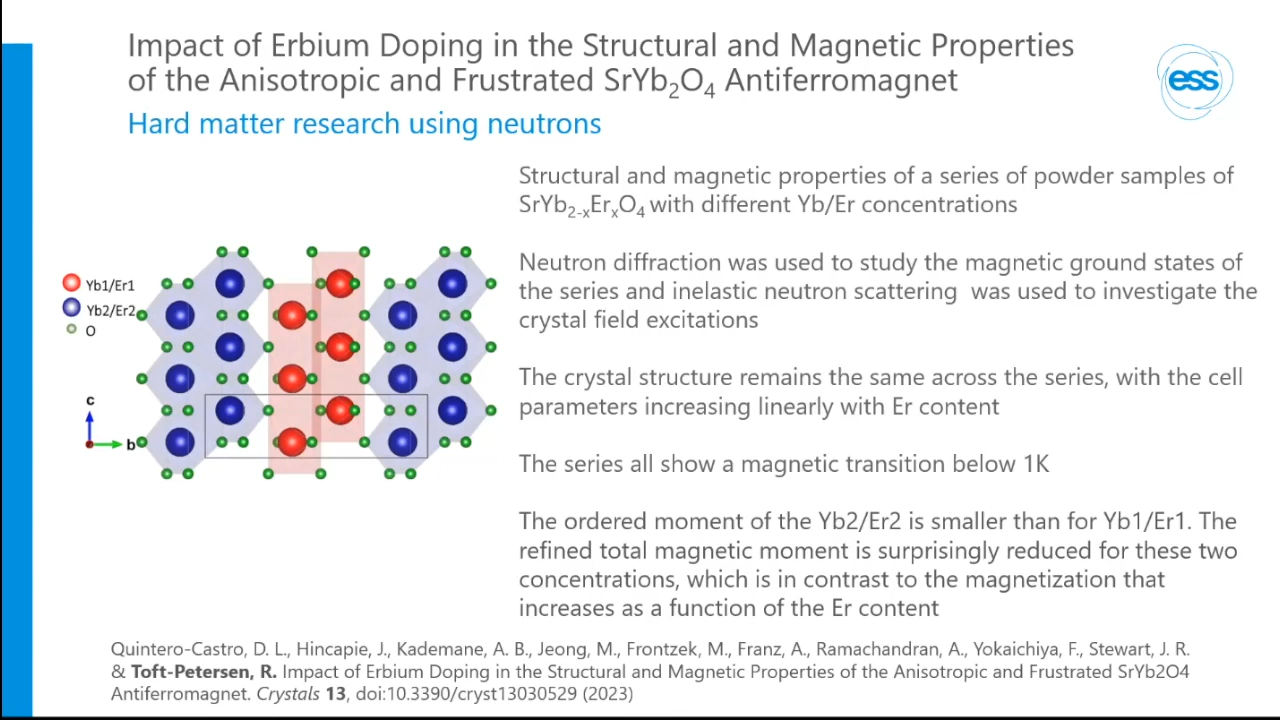 Impact of Erbium Doping in the Structural and Magnetic Properties
of the Anisotropic and Frustrated SrYb₂O₄ Antiferromagnet
ess
Hard matter research using neutrons
Structural and magnetic properties of a series of powder samples of
SrYb₂₋ₓErₓO₄ with different Yb/Er concentrations
Neutron diffraction was used to study the magnetic ground states of
the series and inelastic neutron scattering was used to investigate the
crystal field excitations
The crystal structure remains the same across the series, with the cell
parameters increasing linearly with Er content
The series all show a magnetic transition below 1K
The ordered moment of the Yb2/Er2 is smaller than for Yb1/Er1. The
refined total magnetic moment is surprisingly reduced for these two
concentrations, which is in contrast to the magnetization that
increases as a function of the Er content
Yb1/Er1
Yb2/Er2
O
c
b
Quintero-Castro, D. L., Hincapie, J., Kademane, A. B., Jeong, M., Frontzek, M., Franz, A., Ramachandran, A., Yokaichiya, F., Stewart, J. R.
& Toft-Petersen, R. Impact of Erbium Doping in the Structural and Magnetic Properties of the Anisotropic and Frustrated SrYb2O4
Antiferromagnet. Crystals 13, doi:10.3390/cryst13030529 (2023)